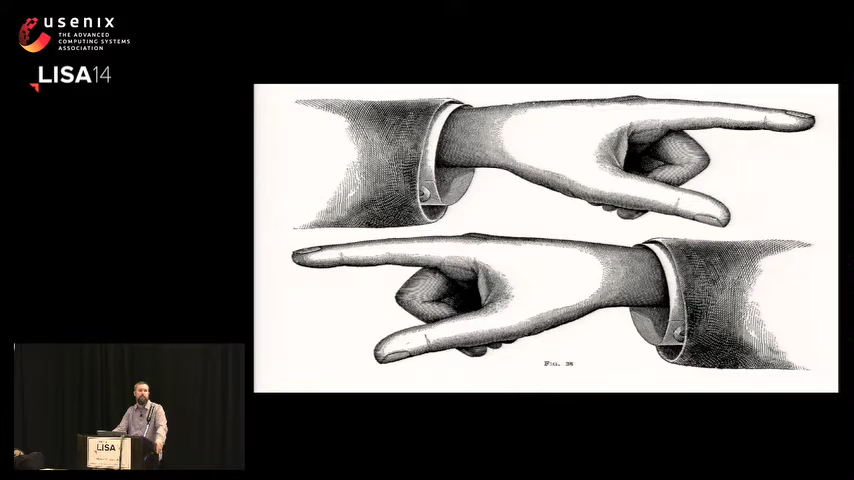 usenix
THE ADVANCED
COMPUTING SYSTEMS
ASSOCIATION
LISA14
LISA